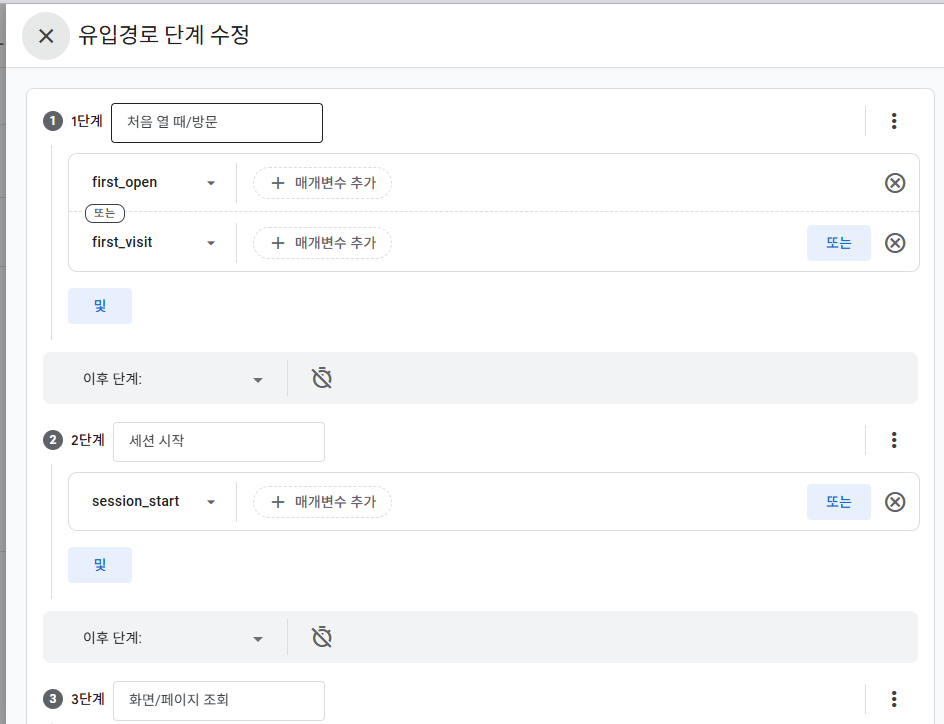 유입경로 단계 수정
1 1단계 처음 열 때/방문
first_open + 매개변수 추가
또는
first_visit + 매개변수 추가 또는
및
이후 단계:
2 2단계 세션 시작
session_start + 매개변수 추가 또는
및
이후 단계:
3 3단계 화면/페이지 조회